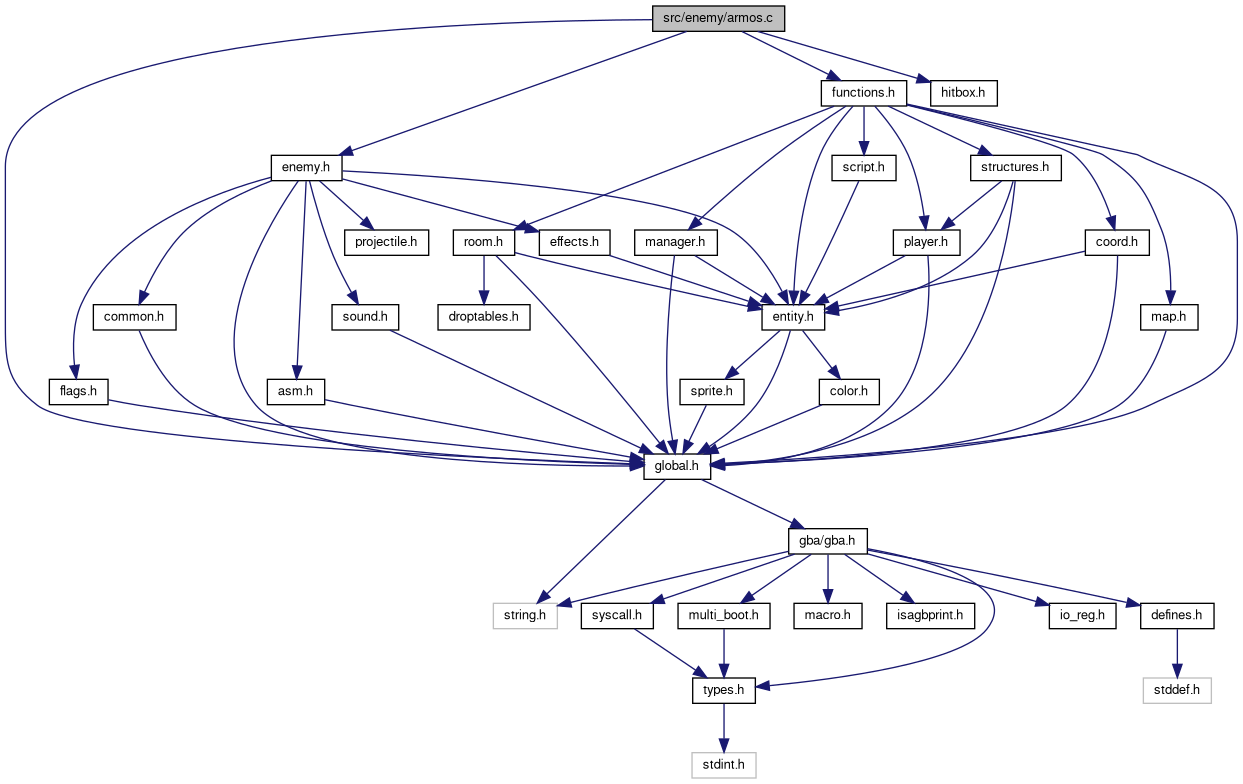 src/enemy/armos.c
functions.h
hitbox.h
enemy.h
script.h
structures.h
projectile.h
room.h
effects.h
manager.h
player.h
coord.h
common.h
sound.h
droptables.h
entity.h
map.h
flags.h
asm.h
sprite.h
color.h
global.h
gba/gba.h
string.h
syscall.h
multi_boot.h
macro.h
isagbprint.h
io_reg.h
defines.h
types.h
stddef.h
stdint.h